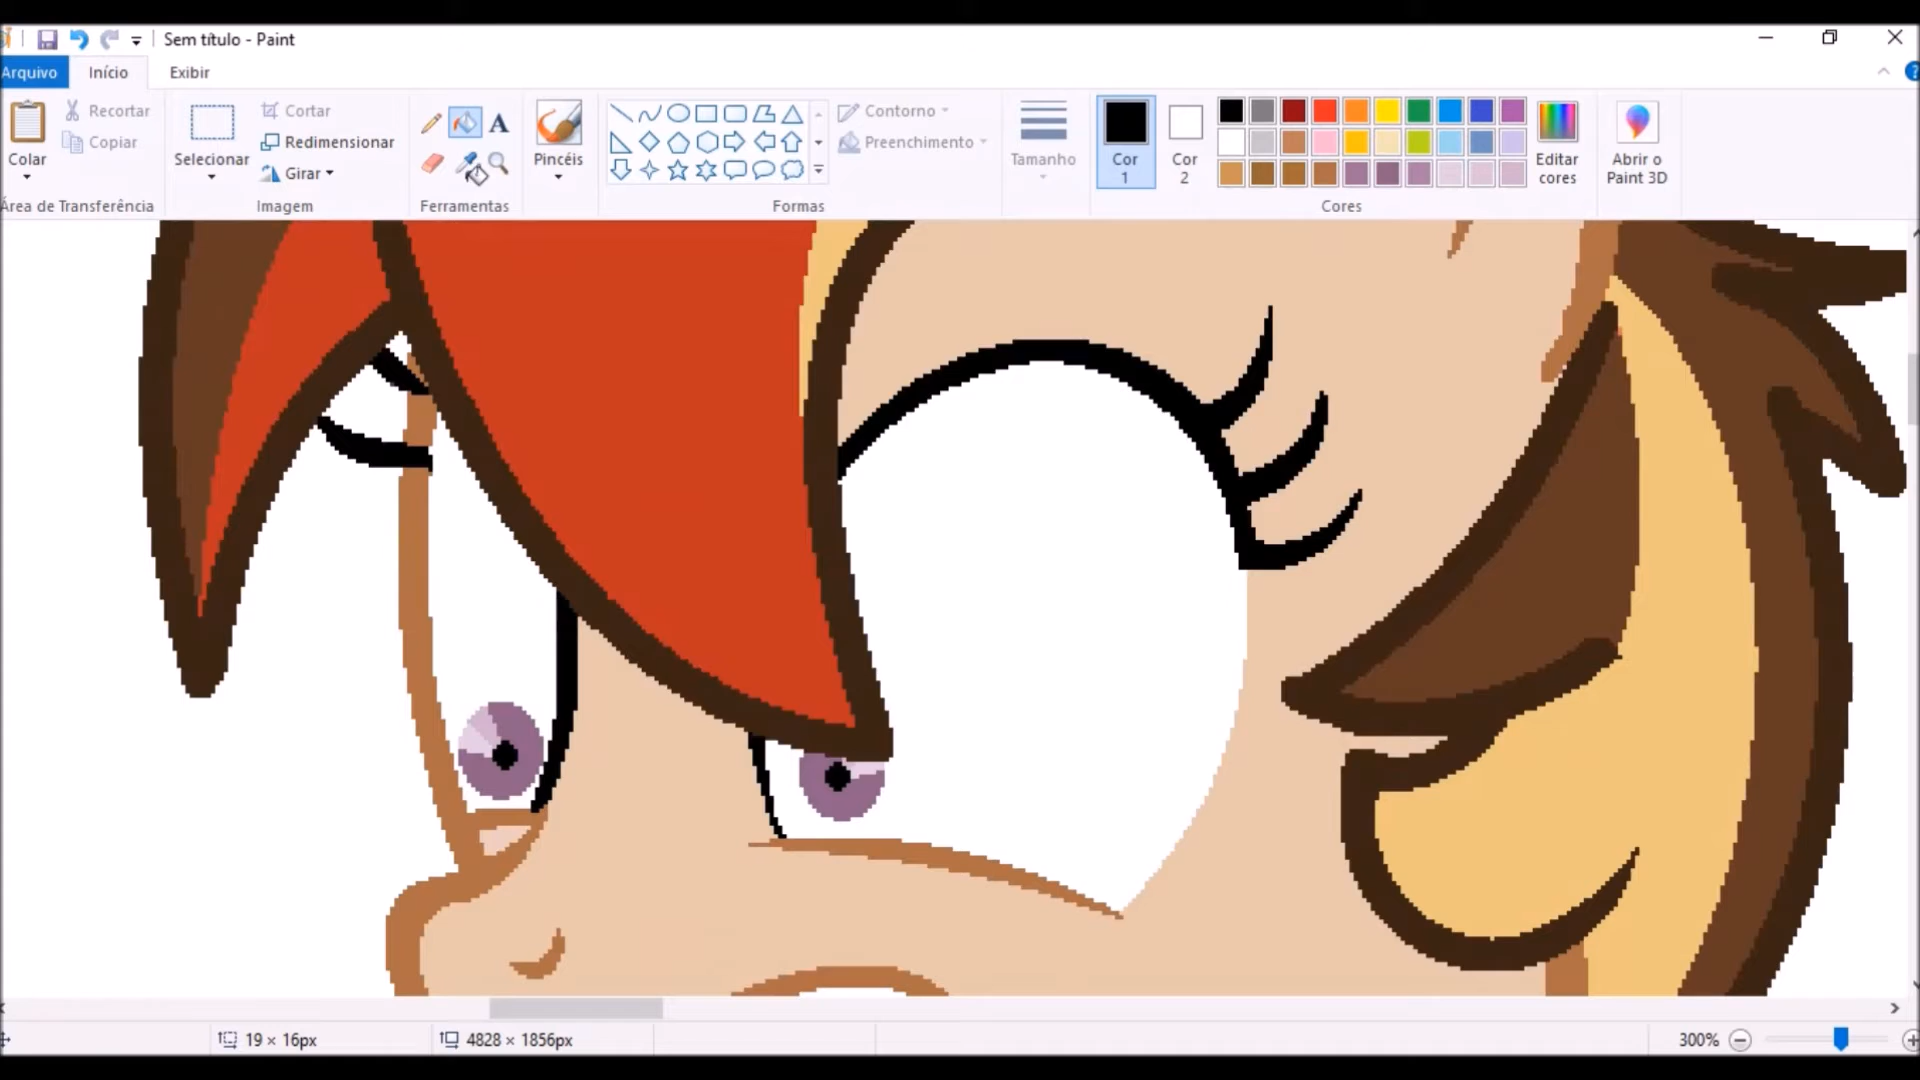 Sem título - Paint
Arquivo Início Exibir
Colar
Recortar
Copiar
Área de Transferência
Selecionar
Cortar
Redimensionar
Girar
Imagem
A
Ferramentas
Pincéis
Formas
Contorno
Preenchimento
Tamanho
Cor
1
Cor
2
Cores
Editar
cores
Abrir o
Paint 3D
?
19 × 16px
4828 × 1856px
300%